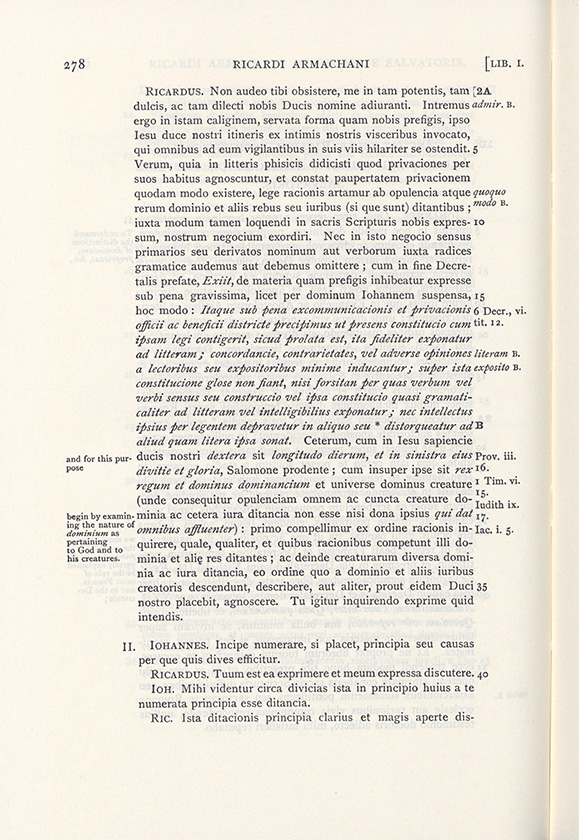 278 RICARDI ARMACHANI [LIB. I.
RICARDUS. Non audeo tibi obsistere, me in tam potentis, tam [2A
dulcis, ac tam dilecti nobis Ducis nomine adiuranti. Intremus admir. B.
ergo in istam caliginem, servata forma quam nobis prefigis, ipso
Iesu duce nostri itineris ex intimis nostris visceribus invocato,
qui omnibus ad eum vigilantibus in suis viis hilariter se ostendit. 5
Verum, quia in litteris phisicis didicisti quod privaciones per
suos habitus agnoscuntur, et constat paupertatem privacionem
quodam modo existere, lege racionis artamur ab opulencia atque quoquo
rerum dominio et aliis rebus seu iuribus (si que sunt) ditantibus ; modo B.
iuxta modum tamen loquendi in sacris Scripturis nobis expres- 10
sum, nostrum negocium exordiri. Nec in isto negocio sensus
primarios seu derivatos nominum aut verborum iuxta radices
gramatice audemus aut debemus omittere ; cum in fine Decre-
talis prefate, Exiit, de materia quam prefigis inhibeatur expresse
sub pena gravissima, licet per dominum Iohannem suspensa, 15
hoc modo : Itaque sub pena excommunicacionis et privacionis 6 Decr., vi.
officii ac beneficii districte precipimus ut presens constitucio cum tit. 12.
ipsam legi contigerit, sicud prolata est, ita fideliter exponatur
ad litteram ; concordancie, contrarietates, vel adverse opiniones literam B.
a lectoribus seu expositoribus minime inducantur ; super ista exposito B.
constitucione glose non fiant, nisi forsitan per quas verbum vel
verbi sensus seu construccio vel ipsa constitucio quasi gramati-
caliter ad litteram vel intelligibilius exponatur ; nec intellectus
ipsius per legentem depravetur in aliquo seu * distorqueatur ad B
aliud quam litera ipsa sonat. Ceterum, cum in Iesu sapiencie
and for this pur- ducis nostri dextera sit longitudo dierum, et in sinistra eius Prov. iii.
pose divitie et gloria, Salomone prodente ; cum insuper ipse sit rex 16.
regum et dominus dominancium et universe dominus creature 1 Tim. vi.
(unde consequitur opulenciam omnem ac cuncta creature do- 15.
Iudith ix.
begin by examin- minia ac cetera iura ditancia non esse nisi dona ipsius qui dat 17.
ing the nature of omnibus affluenter) : primo compellimur ex ordine racionis in- Iac. i. 5.
dominium as
pertaining quirere, quale, qualiter, et quibus racionibus competunt illi do-
to God and to minia et alię res ditantes ; ac deinde creaturarum diversa domi-
his creatures. nia ac iura ditancia, eo ordine quo a dominio et aliis iuribus
creatoris descendunt, describere, aut aliter, prout eidem Duci 35
nostro placebit, agnoscere. Tu igitur inquirendo exprime quid
intendis.
II. IOHANNES. Incipe numerare, si placet, principia seu causas
per que quis dives efficitur.
RICARDUS. Tuum est ea exprimere et meum expressa discutere. 40
IOH. Mihi videntur circa divicias ista in principio huius a te
numerata principia esse ditancia.
RIC. Ista ditacionis principia clarius et magis aperte dis-